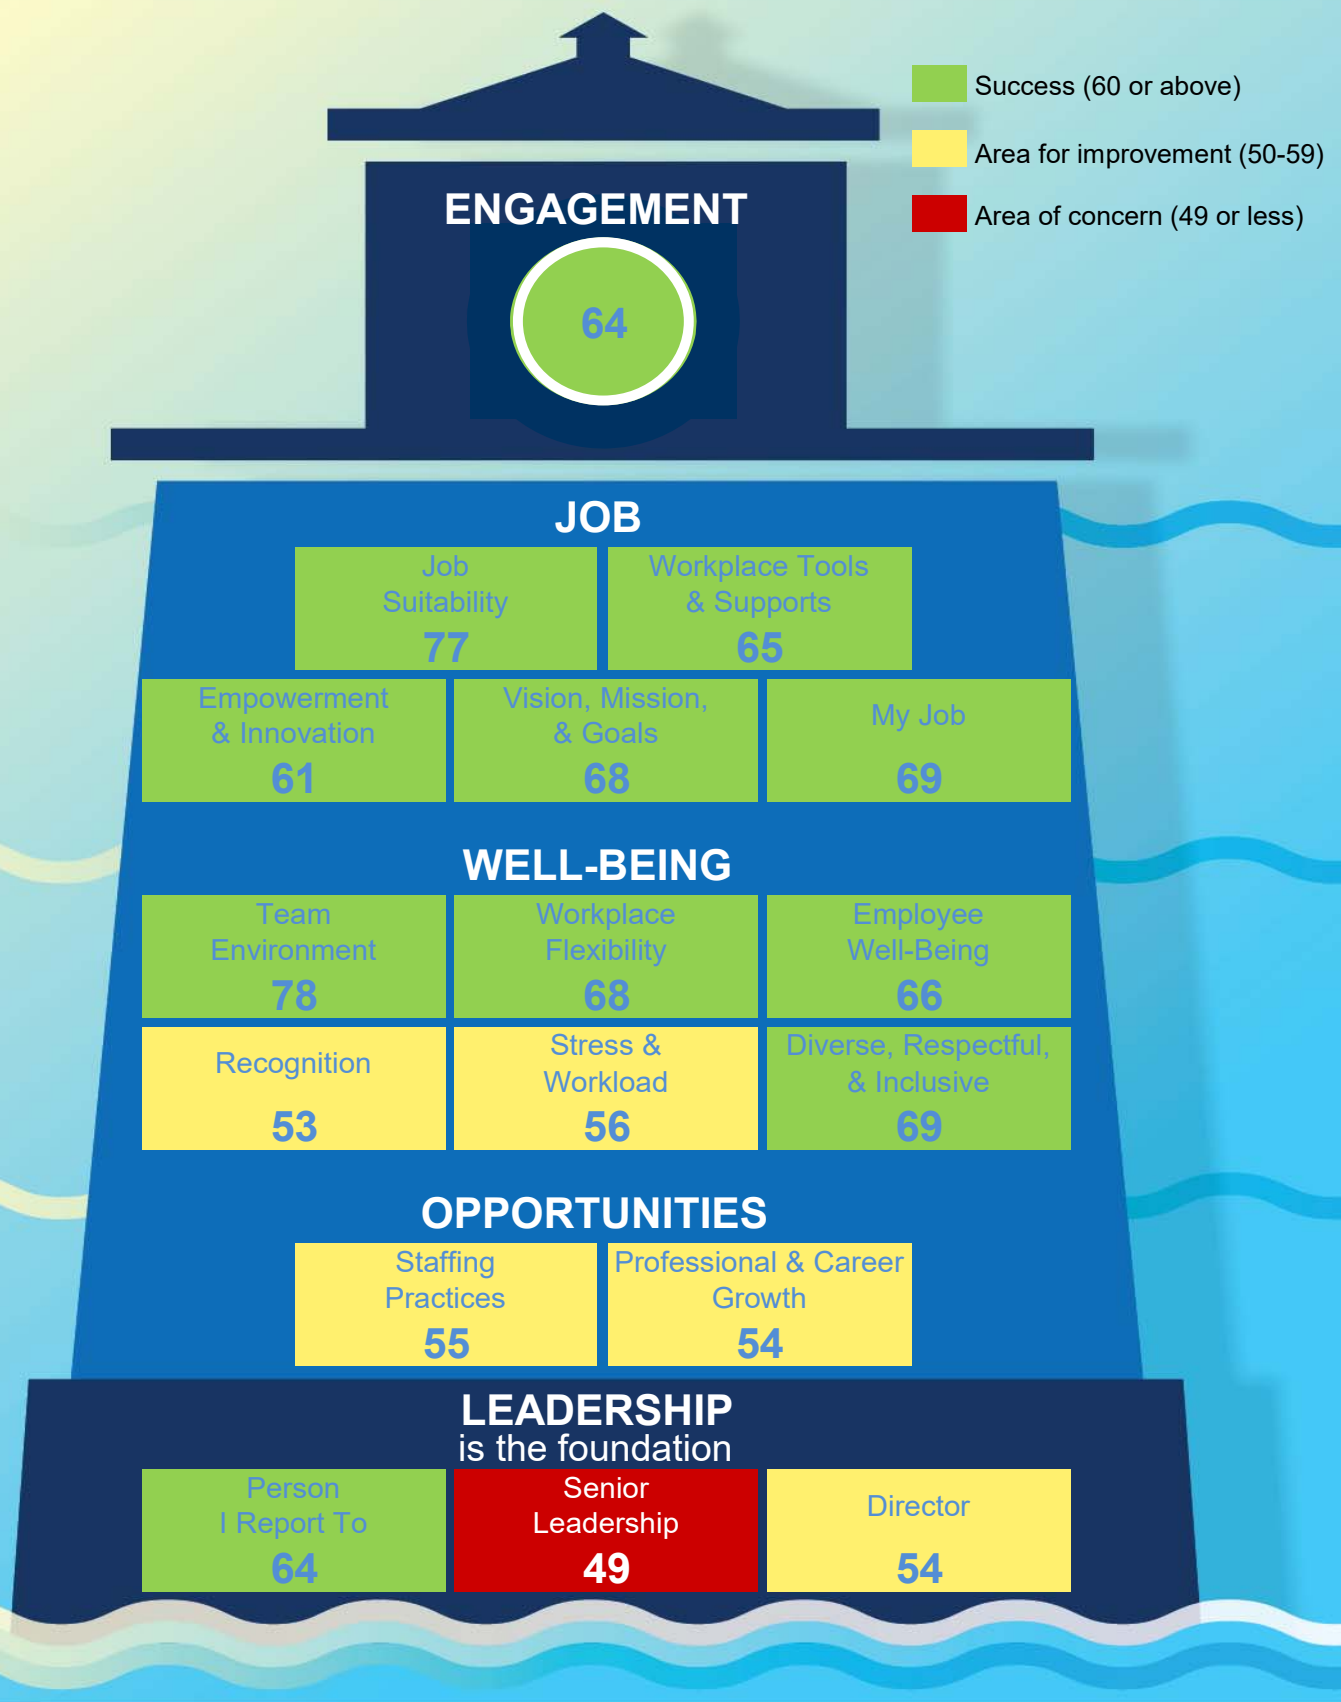 Success (60 or above)
Area for improvement (50-59)
Area of concern (49 or less)
ENGAGEMENT
64
JOB
Job
Suitability
77
Workplace Tools
& Supports
65
Empowerment
& Innovation
61
Vision, Mission,
& Goals
68
My Job
69
WELL-BEING
Team
Environment
78
Workplace
Flexibility
68
Employee
Well-Being
66
Recognition
53
Stress &
Workload
56
Diverse, Respectful,
& Inclusive
69
OPPORTUNITIES
Staffing
Practices
55
Professional & Career
Growth
54
LEADERSHIP
is the foundation
Person
I Report To
64
Senior
Leadership
49
Director
54